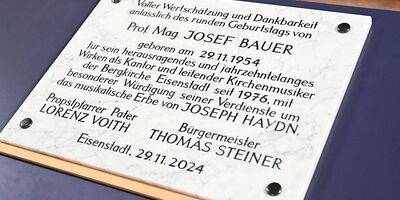 Voller Wertschätzung und Dankbarkeit
anlässlich des runden Geburtstags von
Prof. Mag. JOSEF BAUER
geboren am 29.11.1954
für sein herausragendes und jahrzehntelanges
Wirken als Kantor und leitender Kirchenmusiker
der Bergkirche Eisenstadt seit 1976, mit
besonderer Würdigung seiner Verdienste um
das musikalische Erbe von JOSEPH HAYDN.
Propstpfarrer Pater
LORENZ VOITH
Bürgermeister
THOMAS STEINER
Eisenstadt, 29.11.2024